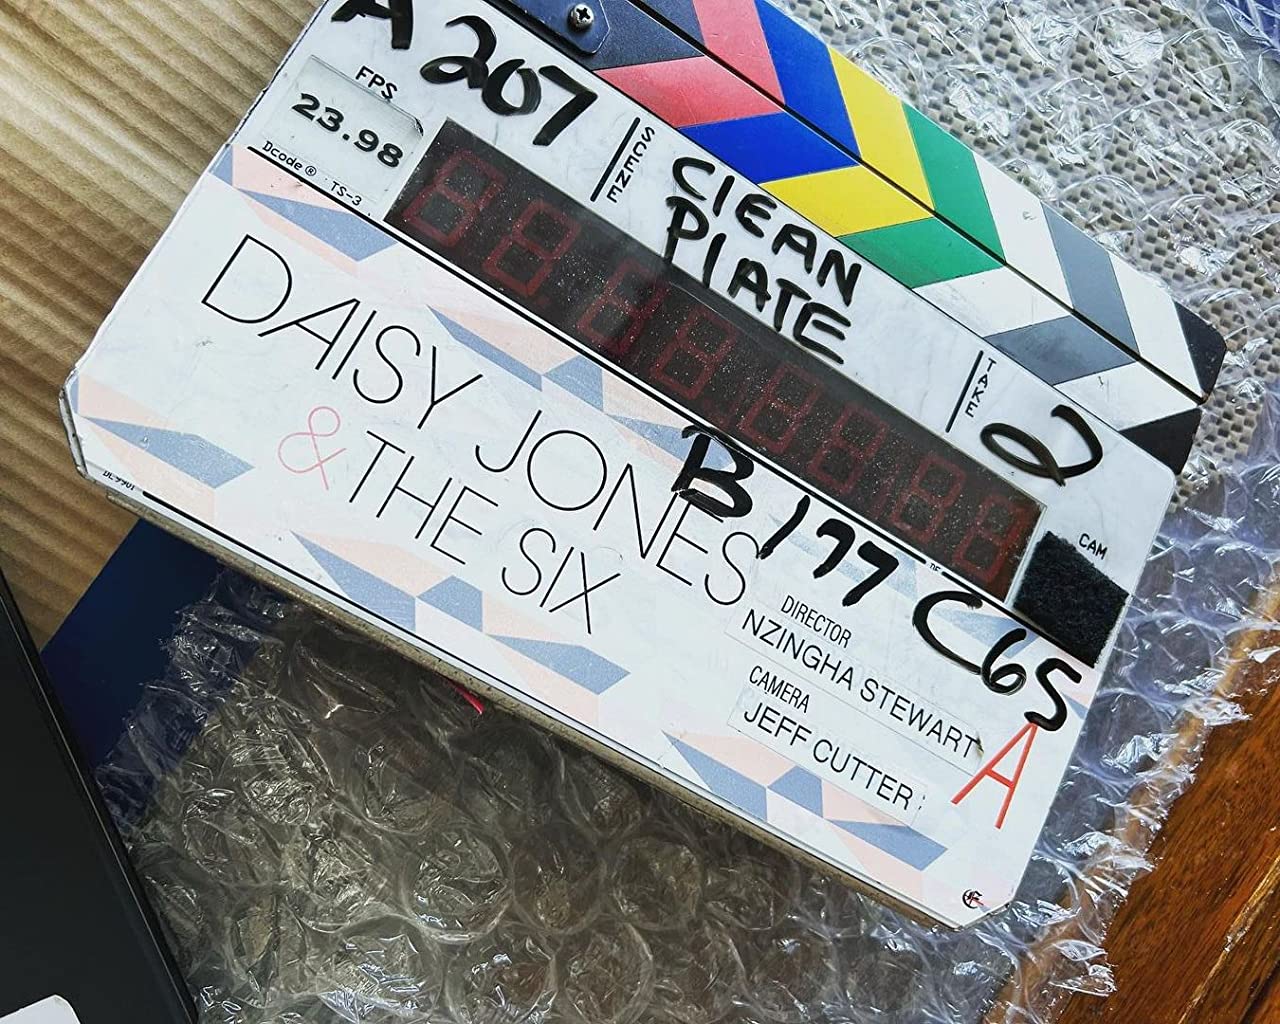 A 207
FPS
23.98
Dcode® TS-3
SCENE
CLEAN
PLATE
TAKE
2
DAISY JONES
& THE SIX
B 177 C65
CAM
DIRECTOR
NZINGHA STEWART
CAMERA
JEFF CUTTER
A